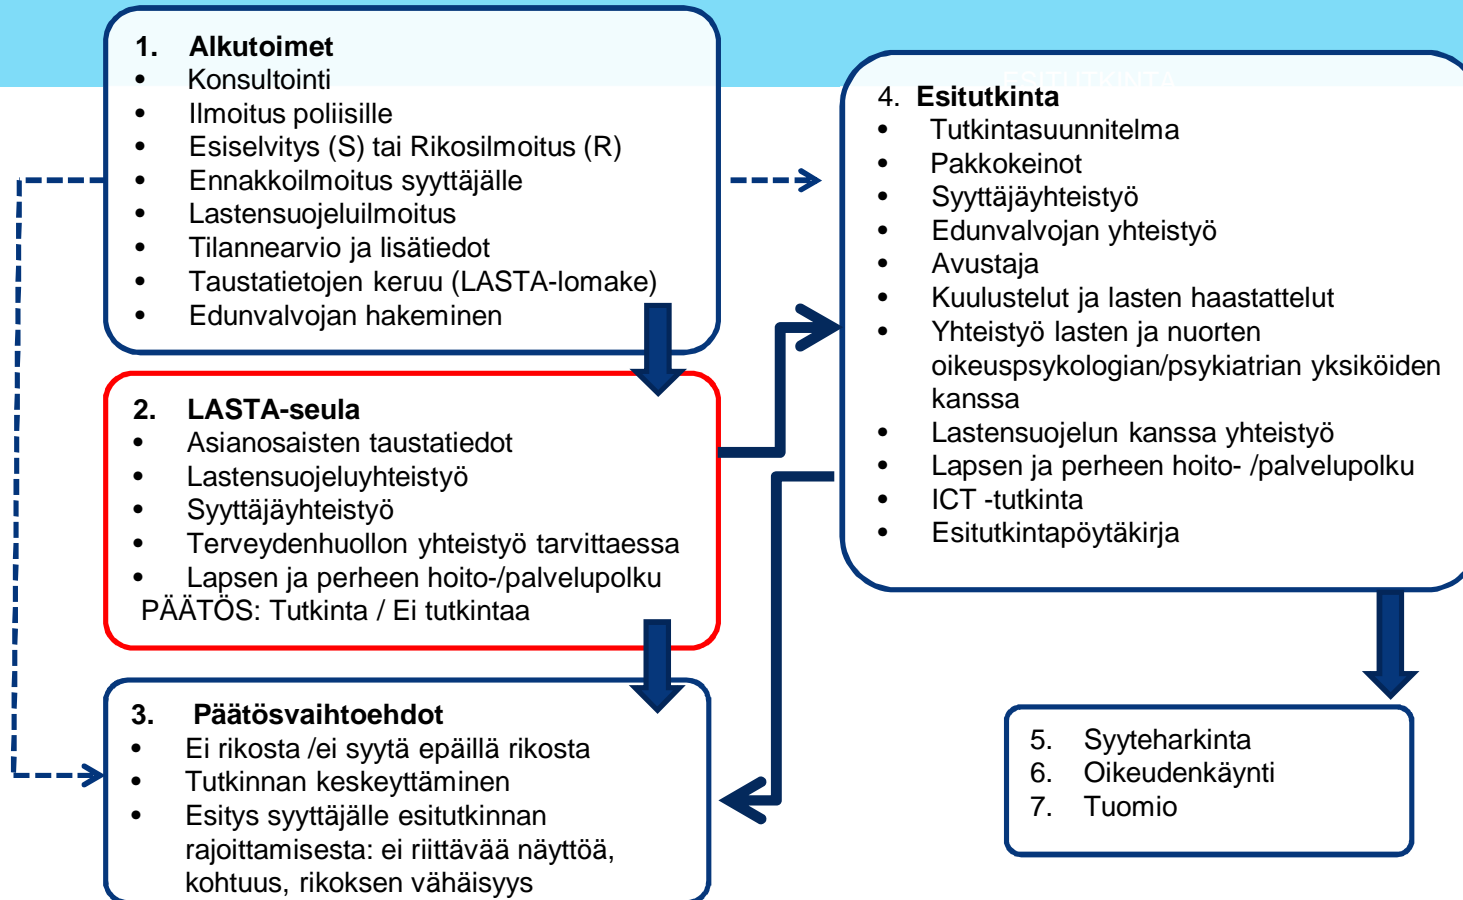 1. Alkutoimet
• Konsultointi
• Ilmoitus poliisille
• Esiselvitys (S) tai Rikosilmoitus (R)
• Ennakkoilmoitus syyttäjälle
• Lastensuojeluilmoitus
• Tilannearvio ja lisätiedot
• Taustatietojen keruu (LASTA-lomake)
• Edunvalvojan hakeminen
2. LASTA-seula
• Asianosaisten taustatiedot
• Lastensuojeluyhteistyö
• Syyttäjäyhteistyö
• Terveydenhuollon yhteistyö tarvittaessa
• Lapsen ja perheen hoito-/palvelupolku
PÄÄTÖS: Tutkinta / Ei tutkintaa
3. Päätösvaihtoehdot
• Ei rikosta /ei syytä epäillä rikosta
• Tutkinnan keskeyttäminen
• Esitys syyttäjälle esitutkinnan
rajoittamisesta: ei riittävää näyttöä,
kohtuus, rikoksen vähäisyys
ESITUTKINTA
4. Esitutkinta
• Tutkintasuunnitelma
• Pakkokeinot
• Syyttäjäyhteistyö
• Edunvalvojan yhteistyö
• Avustaja
• Kuulustelut ja lasten haastattelut
• Yhteistyö lasten ja nuorten
oikeuspsykologian/psykiatrian yksiköiden
kanssa
• Lastensuojelun kanssa yhteistyö
• Lapsen ja perheen hoito- /palvelupolku
• ICT -tutkinta
• Esitutkintapöytäkirja
5. Syyteharkinta
6. Oikeudenkäynti
7. Tuomio